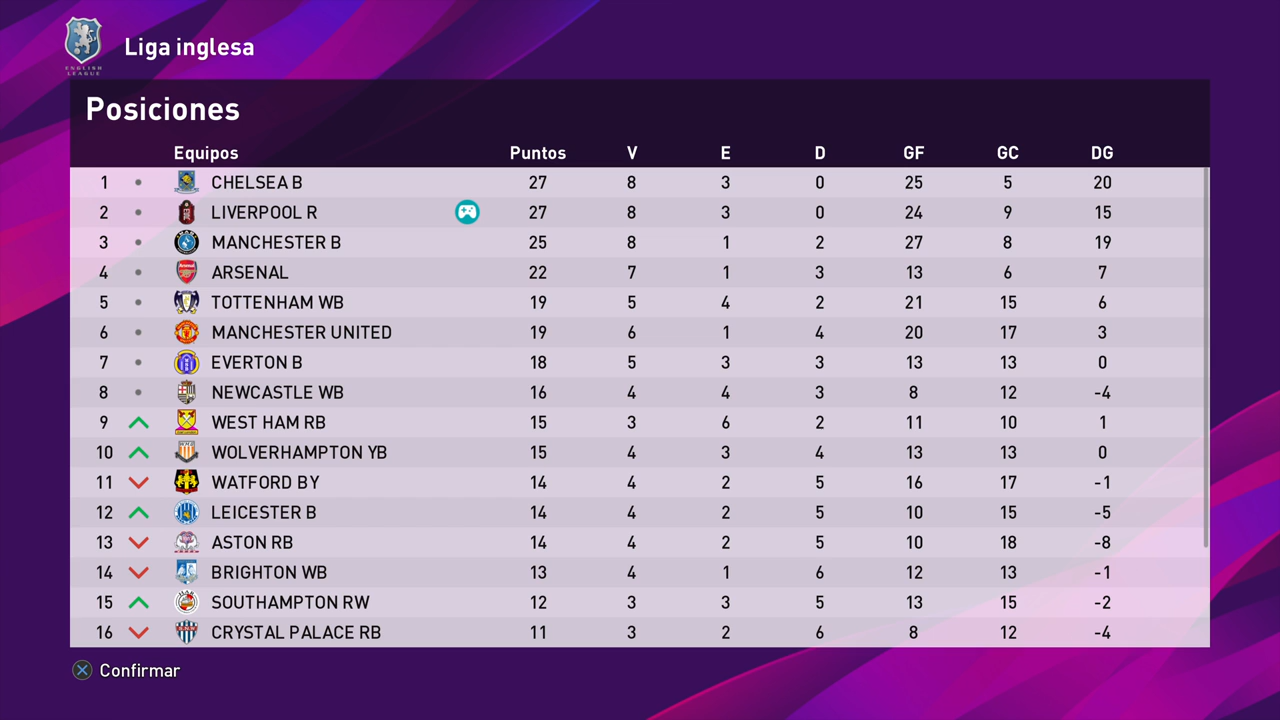 Liga inglesa
ENGLISH
LEAGUE
Posiciones
Equipos Puntos V E D GF GC DG
1 CHELSEA B 27 8 3 0 25 5 20
2 LIVERPOOL R 27 8 3 0 24 9 15
3 MANCHESTER B 25 8 1 2 27 8 19
4 ARSENAL 22 7 1 3 13 6 7
5 TOTTENHAM WB 19 5 4 2 21 15 6
6 MANCHESTER UNITED 19 6 1 4 20 17 3
7 EVERTON B 18 5 3 3 13 13 0
8 NEWCASTLE WB 16 4 4 3 8 12 -4
9 WEST HAM RB 15 3 6 2 11 10 1
10 WOLVERHAMPTON YB 15 4 3 4 13 13 0
11 WATFORD BY 14 4 2 5 16 17 -1
12 LEICESTER B 14 4 2 5 10 15 -5
13 ASTON RB 14 4 2 5 10 18 -8
14 BRIGHTON WB 13 4 1 6 12 13 -1
15 SOUTHAMPTON RW 12 3 3 5 13 15 -2
16 CRYSTAL PALACE RB 11 3 2 6 8 12 -4
Confirmar